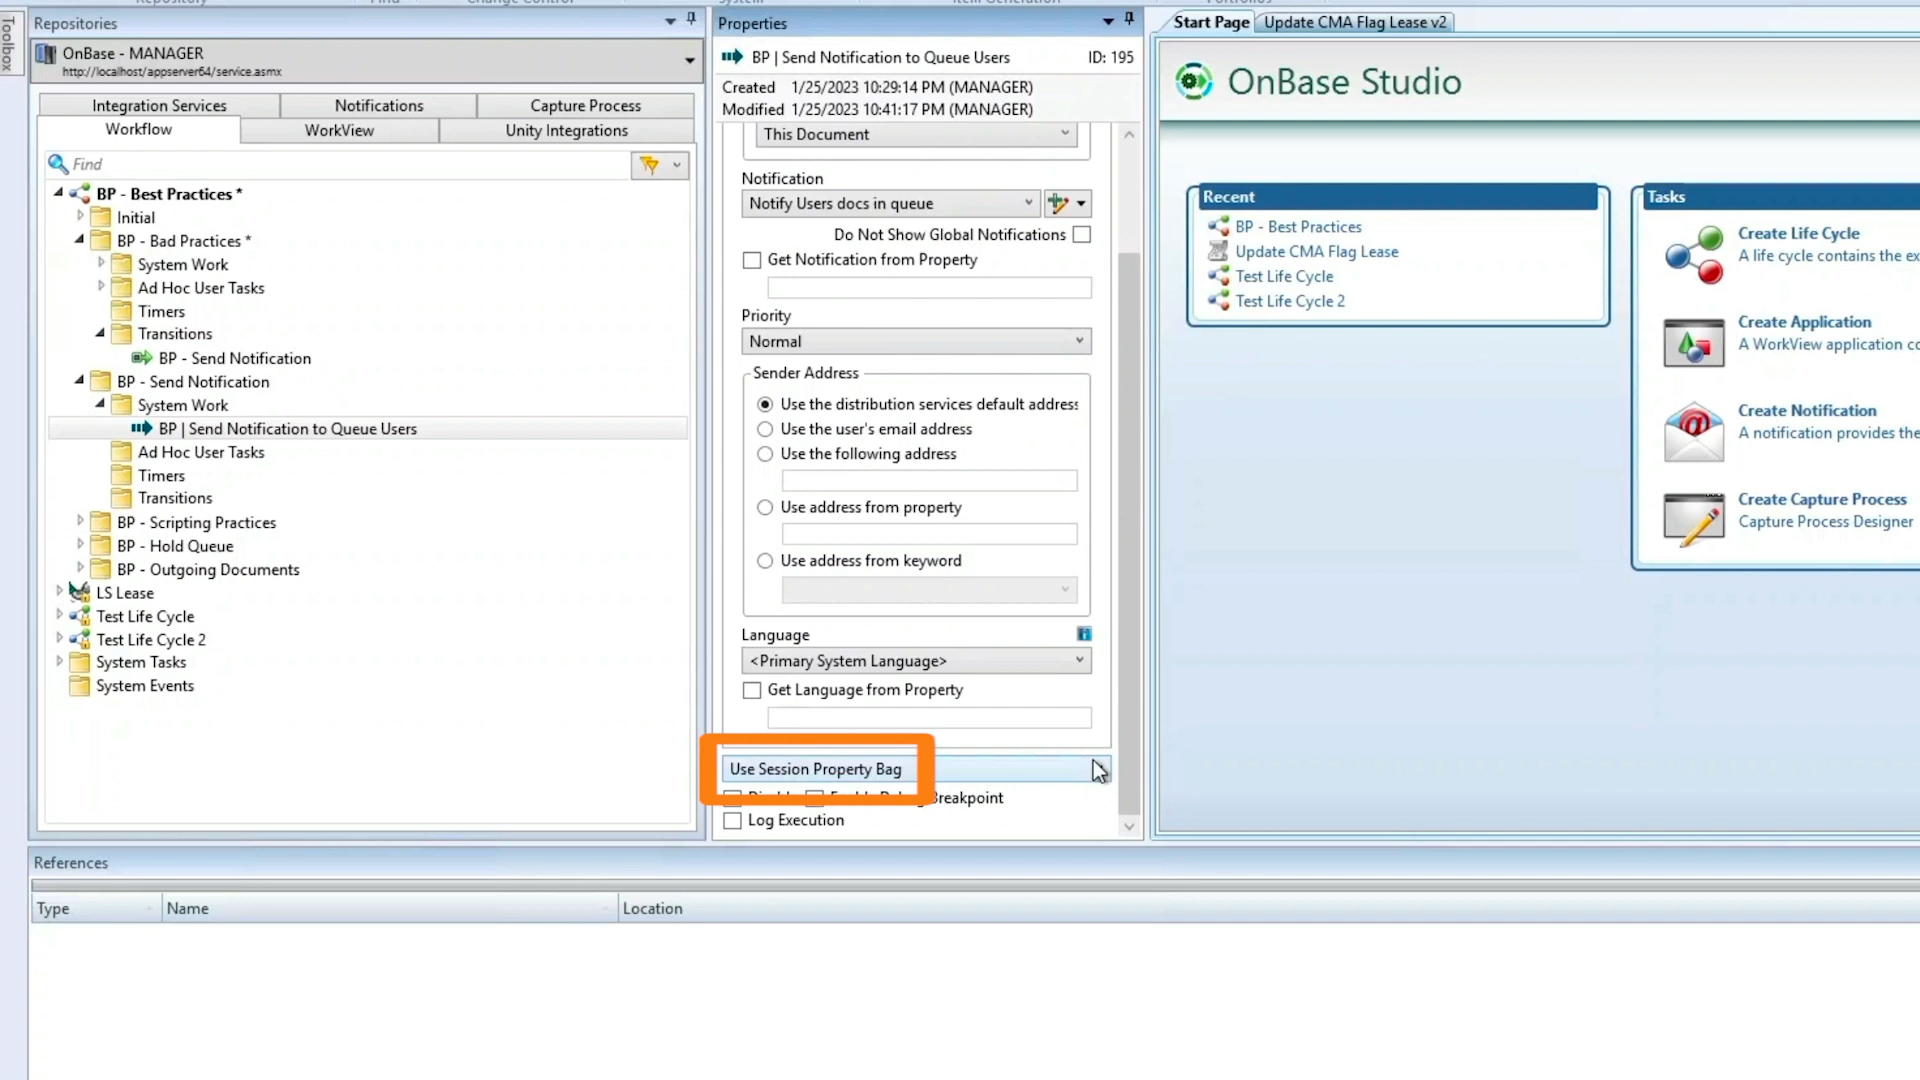 Toolbox
Repositories
OnBase - MANAGER
http://localhost/appserver64/service.asmx
Integration Services
Notifications
Capture Process
Workflow
WorkView
Unity Integrations
Find
BP - Best Practices *
Initial
BP - Bad Practices *
System Work
Ad Hoc User Tasks
Timers
Transitions
BP - Send Notification
BP - Send Notification
System Work
BP | Send Notification to Queue Users
Ad Hoc User Tasks
Timers
Transitions
BP - Scripting Practices
BP - Hold Queue
BP - Outgoing Documents
LS Lease
Test Life Cycle
Test Life Cycle 2
System Tasks
System Events
Properties
BP | Send Notification to Queue Users ID: 195
Created 1/25/2023 10:29:14 PM (MANAGER)
Modified 1/25/2023 10:41:17 PM (MANAGER)
This Document
Notification
Notify Users docs in queue
Do Not Show Global Notifications
Get Notification from Property
Priority
Normal
Sender Address
Use the distribution services default address
Use the user's email address
Use the following address
Use address from property
Use address from keyword
Language
<Primary System Language>
Get Language from Property
Use Session Property Bag
Breakpoint
Log Execution
Start Page
Update CMA Flag Lease v2
OnBase Studio
Recent
BP - Best Practices
Update CMA Flag Lease
Test Life Cycle
Test Life Cycle 2
Tasks
Create Life Cycle
A life cycle contains the ex
Create Application
A WorkView application co
Create Notification
A notification provides the
Create Capture Process
Capture Process Designer
References
Type
Name
Location